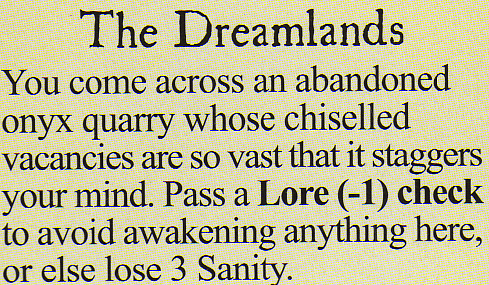 The Dreamlands
You come across an abandoned
onyx quarry whose chiselled
vacancies are so vast that it staggers
your mind. Pass a Lore (-1) check
to avoid awakening anything here,
or else lose 3 Sanity.